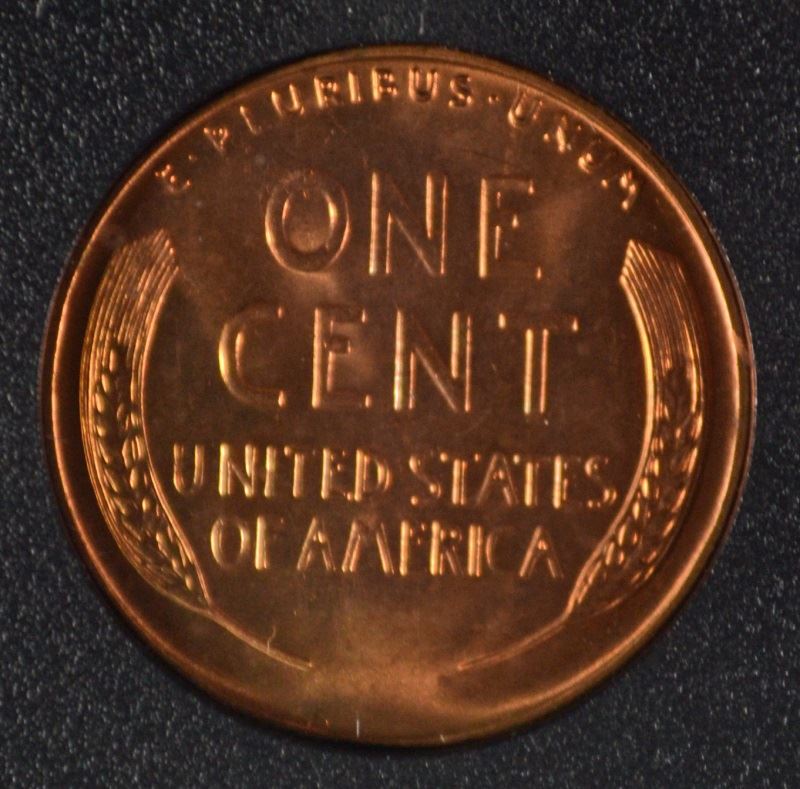 E·PLURIBUS·UNUM
ONE
CENT
UNITED STATES
OF AMERICA